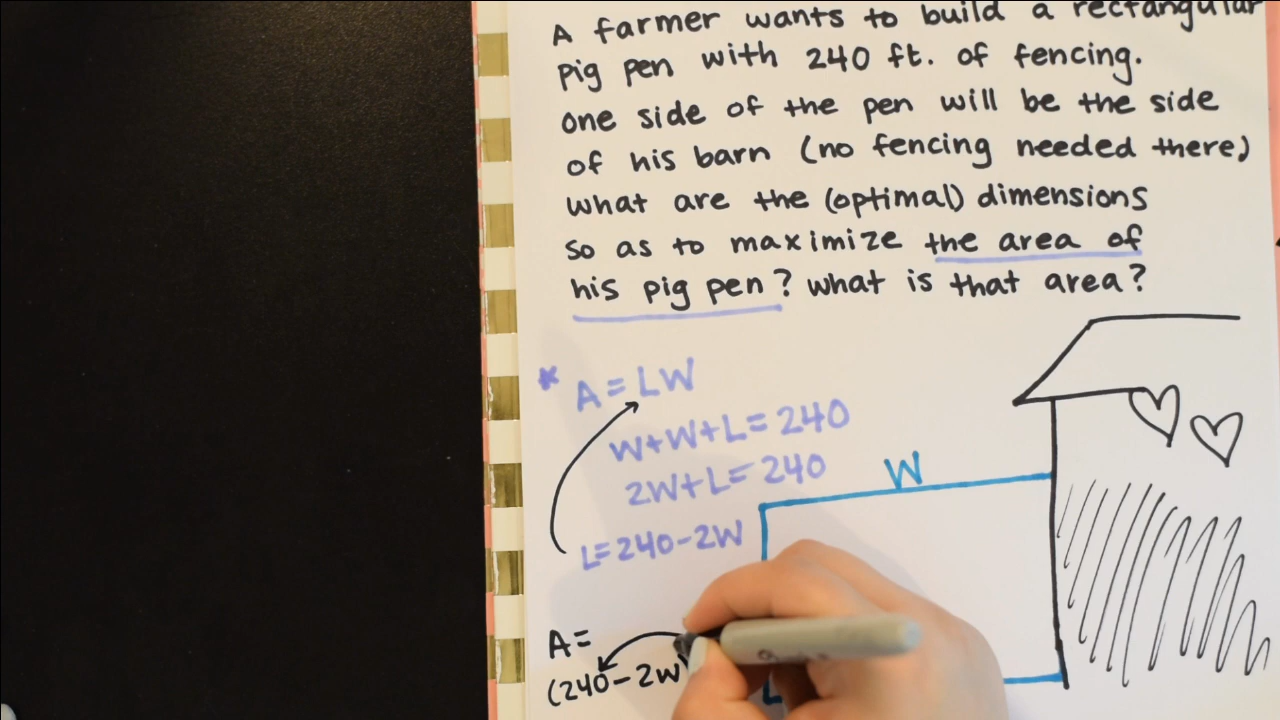 A farmer wants to build a rectangular
pig pen with 240 ft. of fencing.
one side of the pen will be the side
of his barn (no fencing needed there)
what are the (optimal) dimensions
so as to maximize the area of
his pig pen? what is that area?
* A = LW
W+W+L=240
2W+L=240
W
L=240-2W
A=
(240-2W)
L